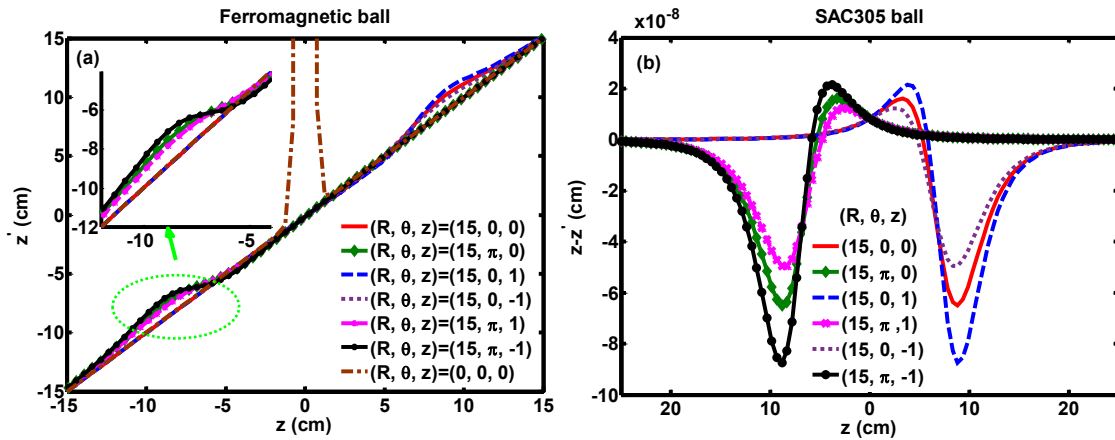 Ferromagnetic ball
(a)
15
10
5
0
-5
-10
-15
z' (cm)
-6
-8
-10
-12
-10
-5
(R, θ, z)=(15, 0, 0)
(R, θ, z)=(15, π, 0)
(R, θ, z)=(15, 0, 1)
(R, θ, z)=(15, 0, -1)
(R, θ, z)=(15, π, 1)
(R, θ, z)=(15, π, -1)
(R, θ, z)=(0, 0, 0)
-15
-10
-5
0
5
10
15
z (cm)
x10⁻⁸
SAC305 ball
(b)
4
2
0
-2
-4
-6
-8
-10
z-z' (cm)
(R, θ, z)
(15, 0, 0)
(15, π, 0)
(15, 0, 1)
(15, π ,1)
(15, 0, -1)
(15, π, -1)
20
10
0
10
20
z (cm)